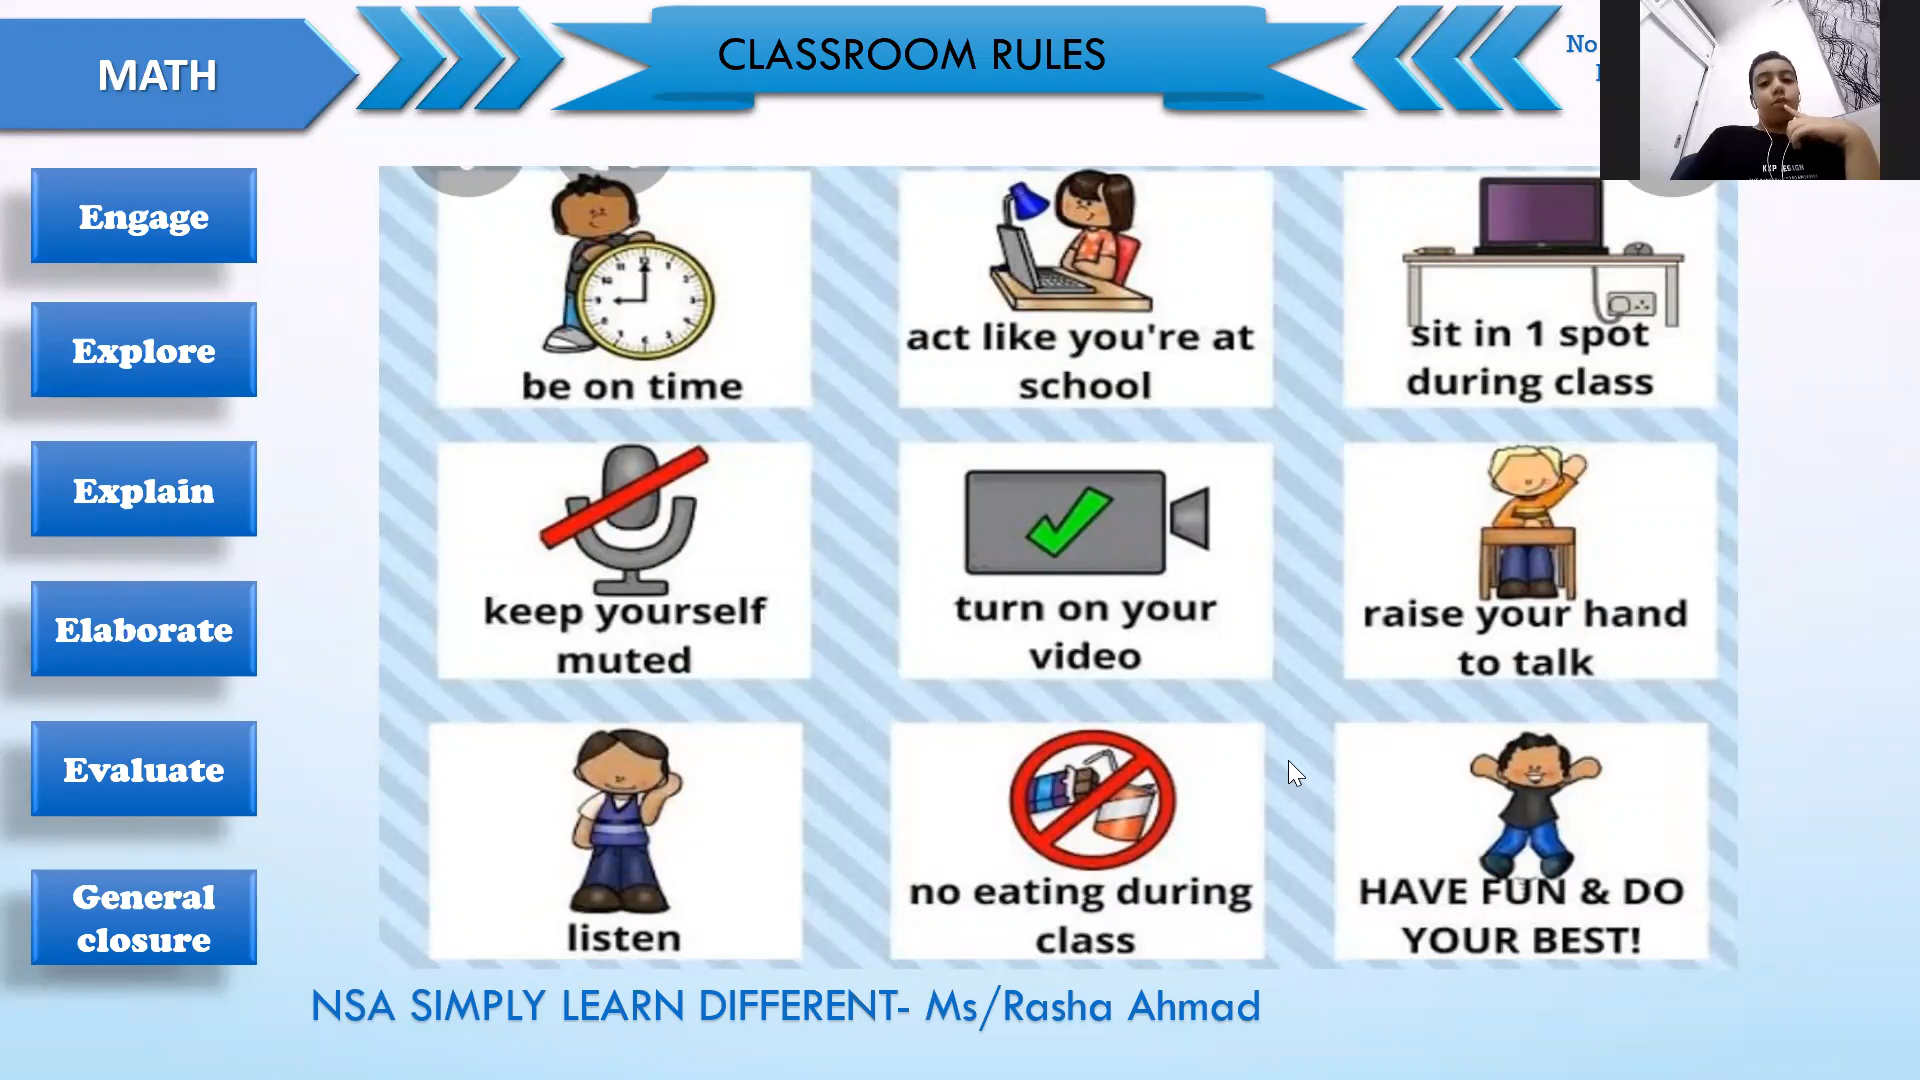 MATH
CLASSROOM RULES
No
Engage
Explore
Explain
Elaborate
Evaluate
General
closure
be on time
act like you're at
school
sit in 1 spot
during class
keep yourself
muted
turn on your
video
raise your hand
to talk
listen
no eating during
class
HAVE FUN & DO
YOUR BEST!
NSA SIMPLY LEARN DIFFERENT- Ms/Rasha Ahmad